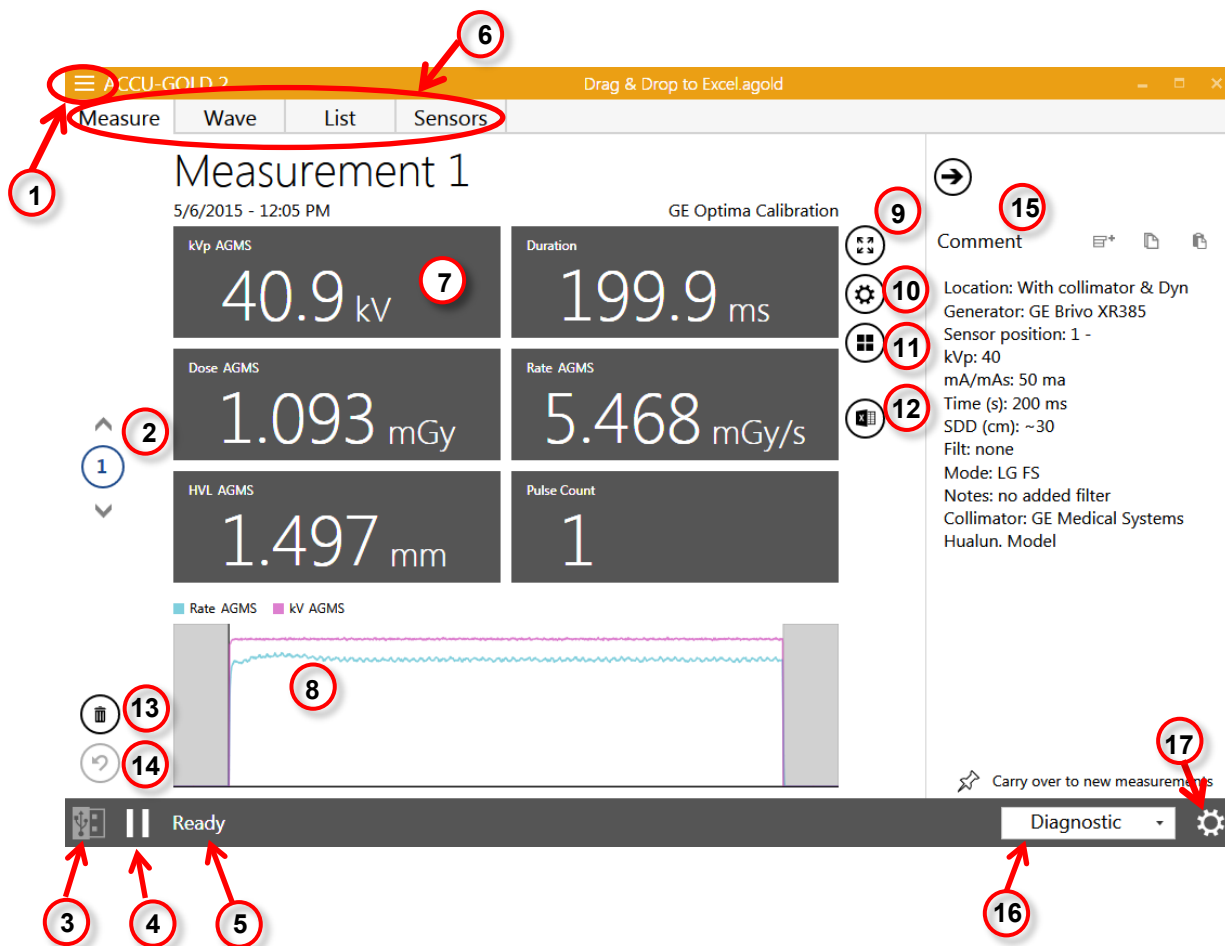 6
ACCU-GOLD 2
Drag & Drop to Excel.agold
Measure Wave List Sensors
1
Measurement 1
5/6/2015 - 12:05 PM
GE Optima Calibration
9
15
kVp AGMS
40.9 kV
7
Duration
199.9 ms
10
11
12
Dose AGMS
1.093 mGy
Rate AGMS
5.468 mGy/s
2
1
HVL AGMS
1.497 mm
Pulse Count
1
Rate AGMS kV AGMS
8
13
14
Comment
Location: With collimator & Dyn
Generator: GE Brivo XR385
Sensor position: 1 -
kVp: 40
mA/mAs: 50 ma
Time (s): 200 ms
SDD (cm): ~30
Filt: none
Mode: LG FS
Notes: no added filter
Collimator: GE Medical Systems
Hualun. Model
17
Carry over to new measurements
Ready
Diagnostic
3
4
5
16